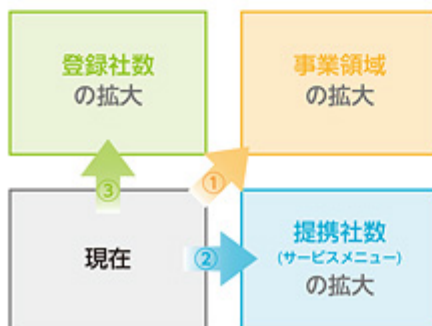 登録社数
の拡大
事業領域
の拡大
①
③
現在
②
提携社数
(サービスメニュー)
の拡大